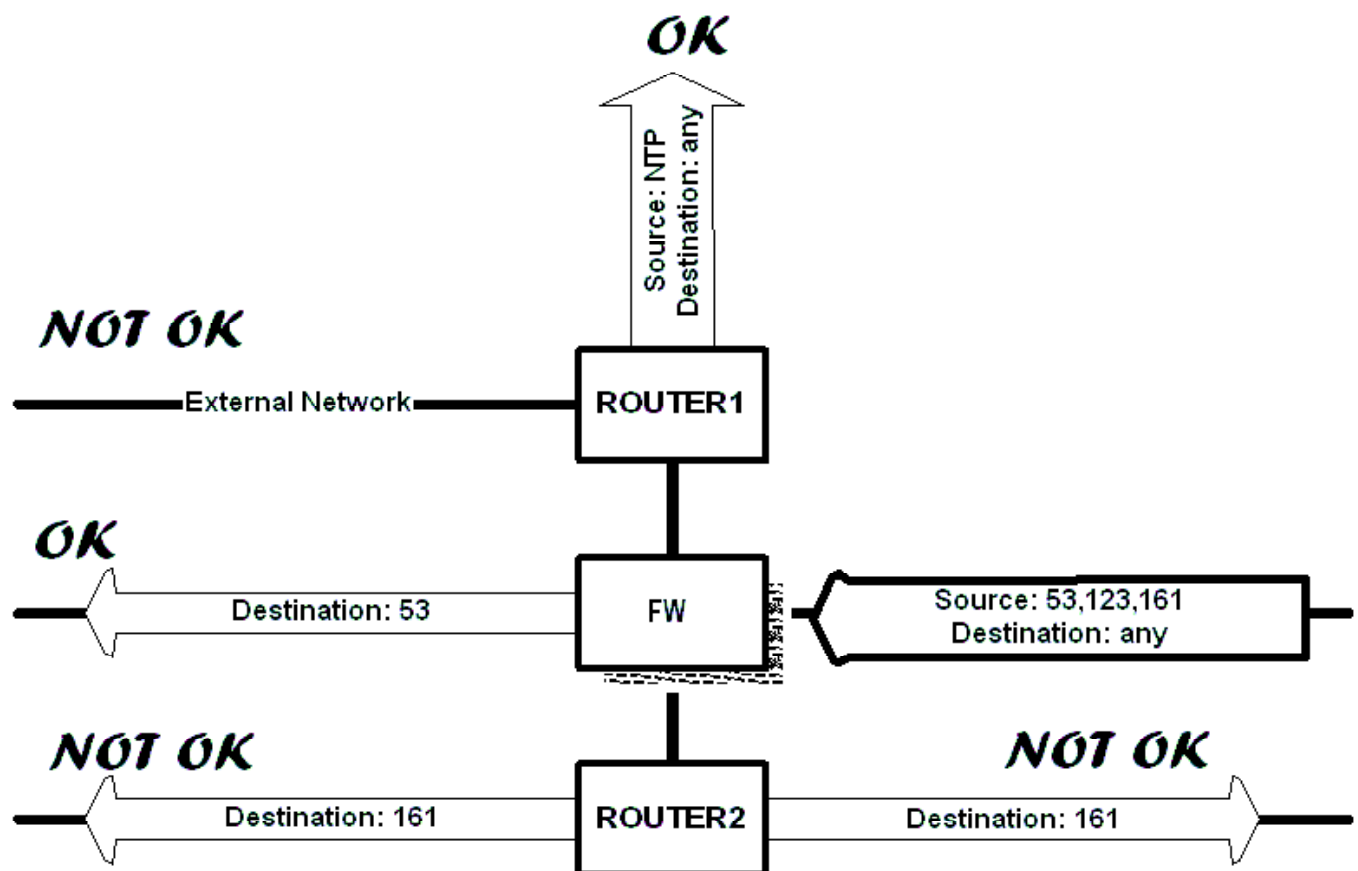 OK
Source: NTP
Destination: any
NOT OK
External Network
ROUTER1
OK
Destination: 53
FW
Source: 53,123,161
Destination: any
NOT OK
NOT OK
Destination: 161
ROUTER2
Destination: 161